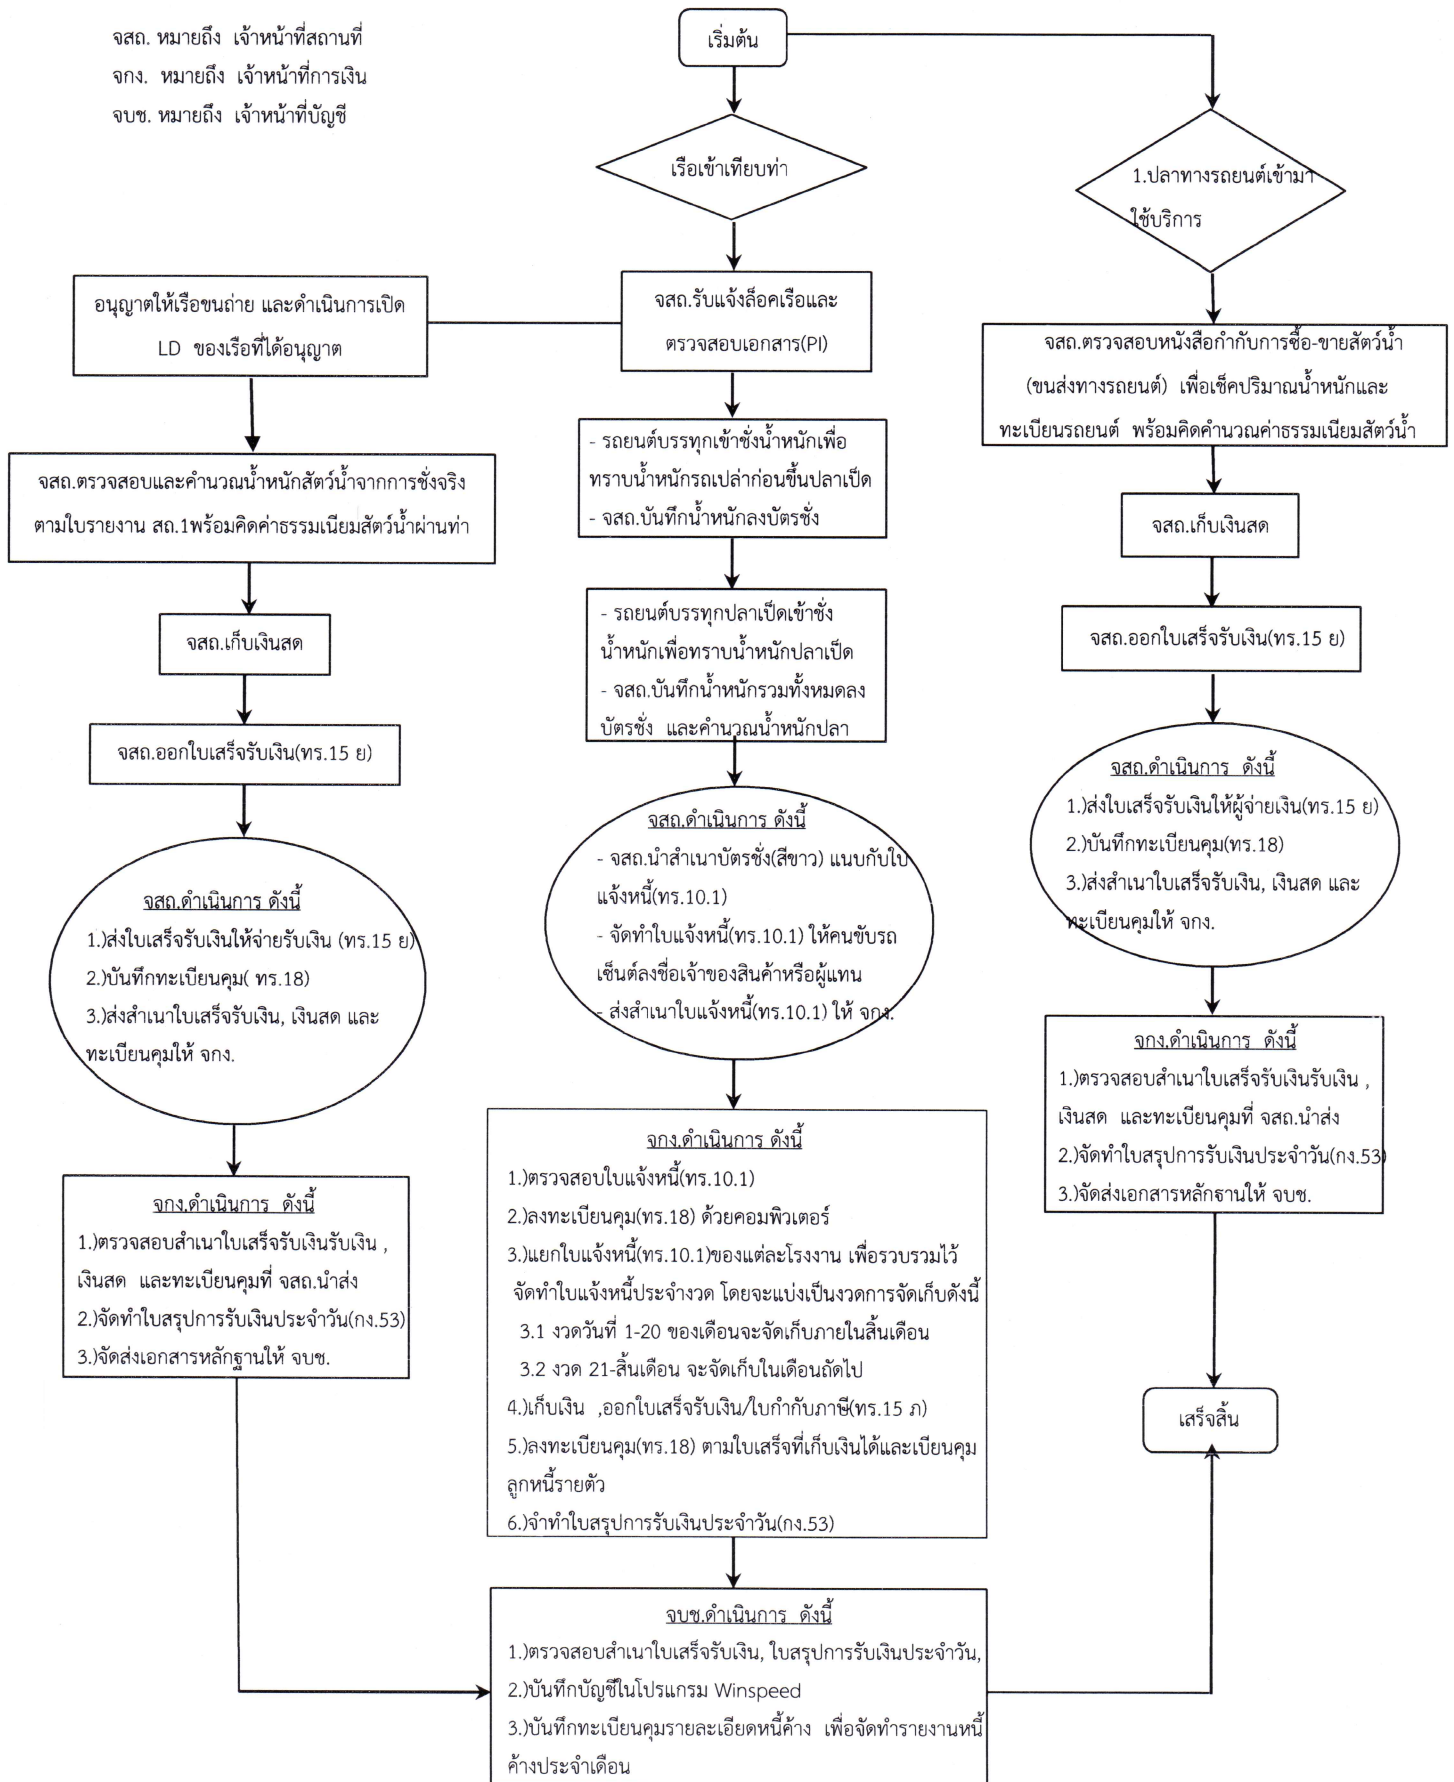 จสถ. หมายถึง เจ้าหน้าที่สถานที่
จกง. หมายถึง เจ้าหน้าที่การเงิน
จบช. หมายถึง เจ้าหน้าที่บัญชี
เริ่มต้น
เรือเข้าเทียบท่า
1.ปลาทางรถยนต์เข้ามา
ใช้บริการ
อนุญาตให้เรือขนถ่าย และดำเนินการเปิด
LD ของเรือที่ได้อนุญาต
จสถ.ตรวจสอบและคำนวณน้ำหนักสัตว์น้ำจากการชั่งจริง
ตามใบรายงาน สถ.1พร้อมคิดค่าธรรมเนียมสัตว์น้ำผ่านท่า
จสถ.เก็บเงินสด
จสถ.ออกใบเสร็จรับเงิน(ทร.15 ย)
จสถ.ดำเนินการ ดังนี้
1.)ส่งใบเสร็จรับเงินให้จ่ายรับเงิน (ทร.15 ย)
2.)บันทึกทะเบียนคุม( ทร.18)
3.)ส่งสำเนาใบเสร็จรับเงิน, เงินสด และ
ทะเบียนคุมให้ จกง.
จกง.ดำเนินการ ดังนี้
1.)ตรวจสอบสำเนาใบเสร็จรับเงินรับเงิน ,
เงินสด และทะเบียนคุมที่ จสถ.นำส่ง
2.)จัดทำใบสรุปการรับเงินประจำวัน(กง.53)
3.)จัดส่งเอกสารหลักฐานให้ จบช.
จสถ.รับแจ้งล็อคเรือและ
ตรวจสอบเอกสาร(PI)
- รถยนต์บรรทุกเข้าชั่งน้ำหนักเพื่อ
ทราบน้ำหนักรถเปล่าก่อนขึ้นปลาเป็ด
- จสถ.บันทึกน้ำหนักลงบัตรชั่ง
- รถยนต์บรรทุกปลาเป็ดเข้าชั่ง
น้ำหนักเพื่อทราบน้ำหนักปลาเป็ด
- จสถ.บันทึกน้ำหนักรวมทั้งหมดลง
บัตรชั่ง และคำนวณน้ำหนักปลา
จสถ.ดำเนินการ ดังนี้
- จสถ.นำสำเนาบัตรชั่ง(สีขาว) แนบกับใบ
แจ้งหนี้(ทร.10.1)
- จัดทำใบแจ้งหนี้(ทร.10.1) ให้คนขับรถ
เซ็นต์ลงชื่อเจ้าของสินค้าหรือผู้แทน
- ส่งสำเนาใบแจ้งหนี้(ทร.10.1) ให้ จกง.
จกง.ดำเนินการ ดังนี้
1.)ตรวจสอบใบแจ้งหนี้(ทร.10.1)
2.)ลงทะเบียนคุม(ทร.18) ด้วยคอมพิวเตอร์
3.)แยกใบแจ้งหนี้(ทร.10.1)ของแต่ละโรงงาน เพื่อรวบรวมไว้
จัดทำใบแจ้งหนี้ประจำงวด โดยจะแบ่งเป็นงวดการจัดเก็บดังนี้
3.1 งวดวันที่ 1-20 ของเดือนจะจัดเก็บภายในสิ้นเดือน
3.2 งวด 21-สิ้นเดือน จะจัดเก็บในเดือนถัดไป
4.)เก็บเงิน ,ออกใบเสร็จรับเงิน/ใบกำกับภาษี(ทร.15 ภ)
5.)ลงทะเบียนคุม(ทร.18) ตามใบเสร็จที่เก็บเงินได้และเบียนคุม
ลูกหนี้รายตัว
6.)จำทำใบสรุปการรับเงินประจำวัน(กง.53)
จบช.ดำเนินการ ดังนี้
1.)ตรวจสอบสำเนาใบเสร็จรับเงิน, ใบสรุปการรับเงินประจำวัน,
2.)บันทึกบัญชีในโปรแกรม Winspeed
3.)บันทึกทะเบียนคุมรายละเอียดหนี้ค้าง เพื่อจัดทำรายงานหนี้
ค้างประจำเดือน
จสถ.ตรวจสอบหนังสือกำกับการซื้อ-ขายสัตว์น้ำ
(ขนส่งทางรถยนต์) เพื่อเช็คปริมาณน้ำหนักและ
ทะเบียนรถยนต์ พร้อมคิดคำนวณค่าธรรมเนียมสัตว์น้ำ
จสถ.เก็บเงินสด
จสถ.ออกใบเสร็จรับเงิน(ทร.15 ย)
จสถ.ดำเนินการ ดังนี้
1.)ส่งใบเสร็จรับเงินให้ผู้จ่ายเงิน(ทร.15 ย)
2.)บันทึกทะเบียนคุม(ทร.18)
3.)ส่งสำเนาใบเสร็จรับเงิน, เงินสด และ
ทะเบียนคุมให้ จกง.
จกง.ดำเนินการ ดังนี้
1.)ตรวจสอบสำเนาใบเสร็จรับเงินรับเงิน ,
เงินสด และทะเบียนคุมที่ จสถ.นำส่ง
2.)จัดทำใบสรุปการรับเงินประจำวัน(กง.53)
3.)จัดส่งเอกสารหลักฐานให้ จบช.
เสร็จสิ้น